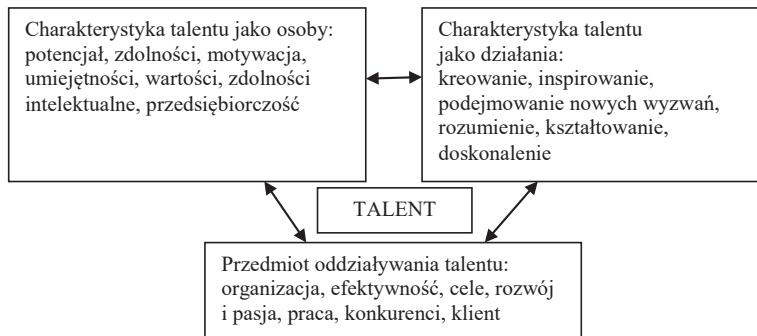 Charakterystyka talentu jako osoby:
potencjał, zdolności, motywacja,
umiejętności, wartości, zdolności
intelektualne, przedsiębiorczość
Charakterystyka talentu
jako działania:
kreowanie, inspirowanie,
podejmowanie nowych wyzwań,
rozumienie, kształtowanie,
doskonalenie
TALENT
Przedmiot oddziaływania talentu:
organizacja, efektywność, cele, rozwój
i pasja, praca, konkurenci, klient